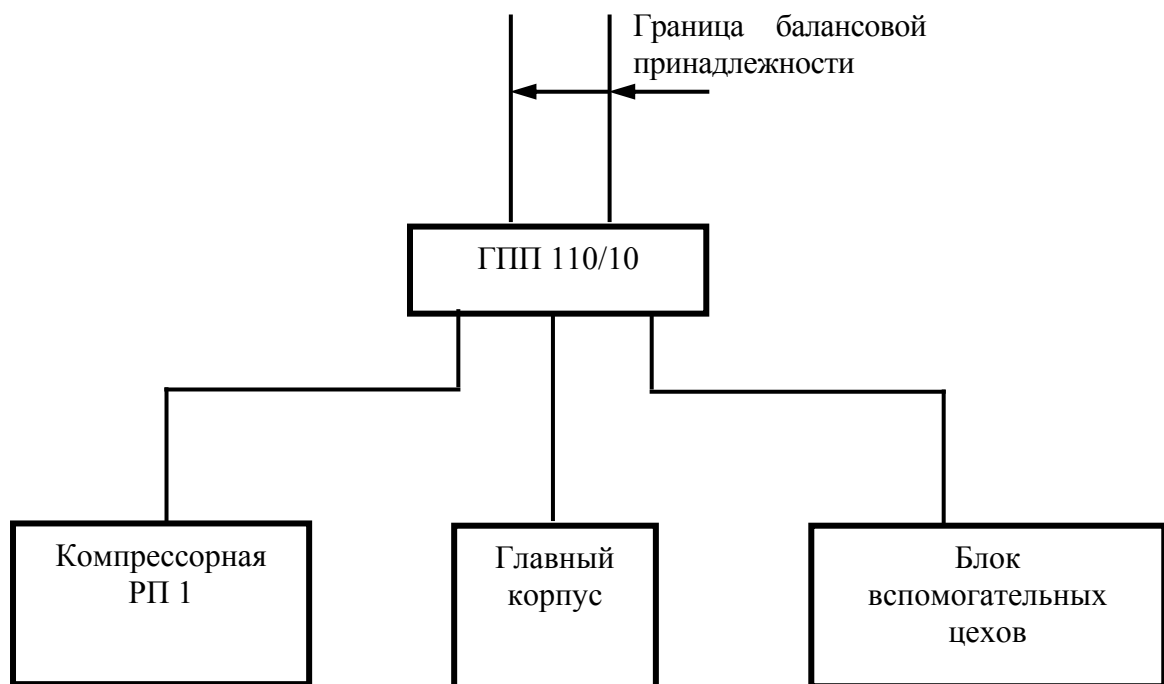 Граница балансовой
принадлежности
ГПП 110/10
Компрессорная
РП 1
Главный
корпус
Блок
вспомогательных
цехов